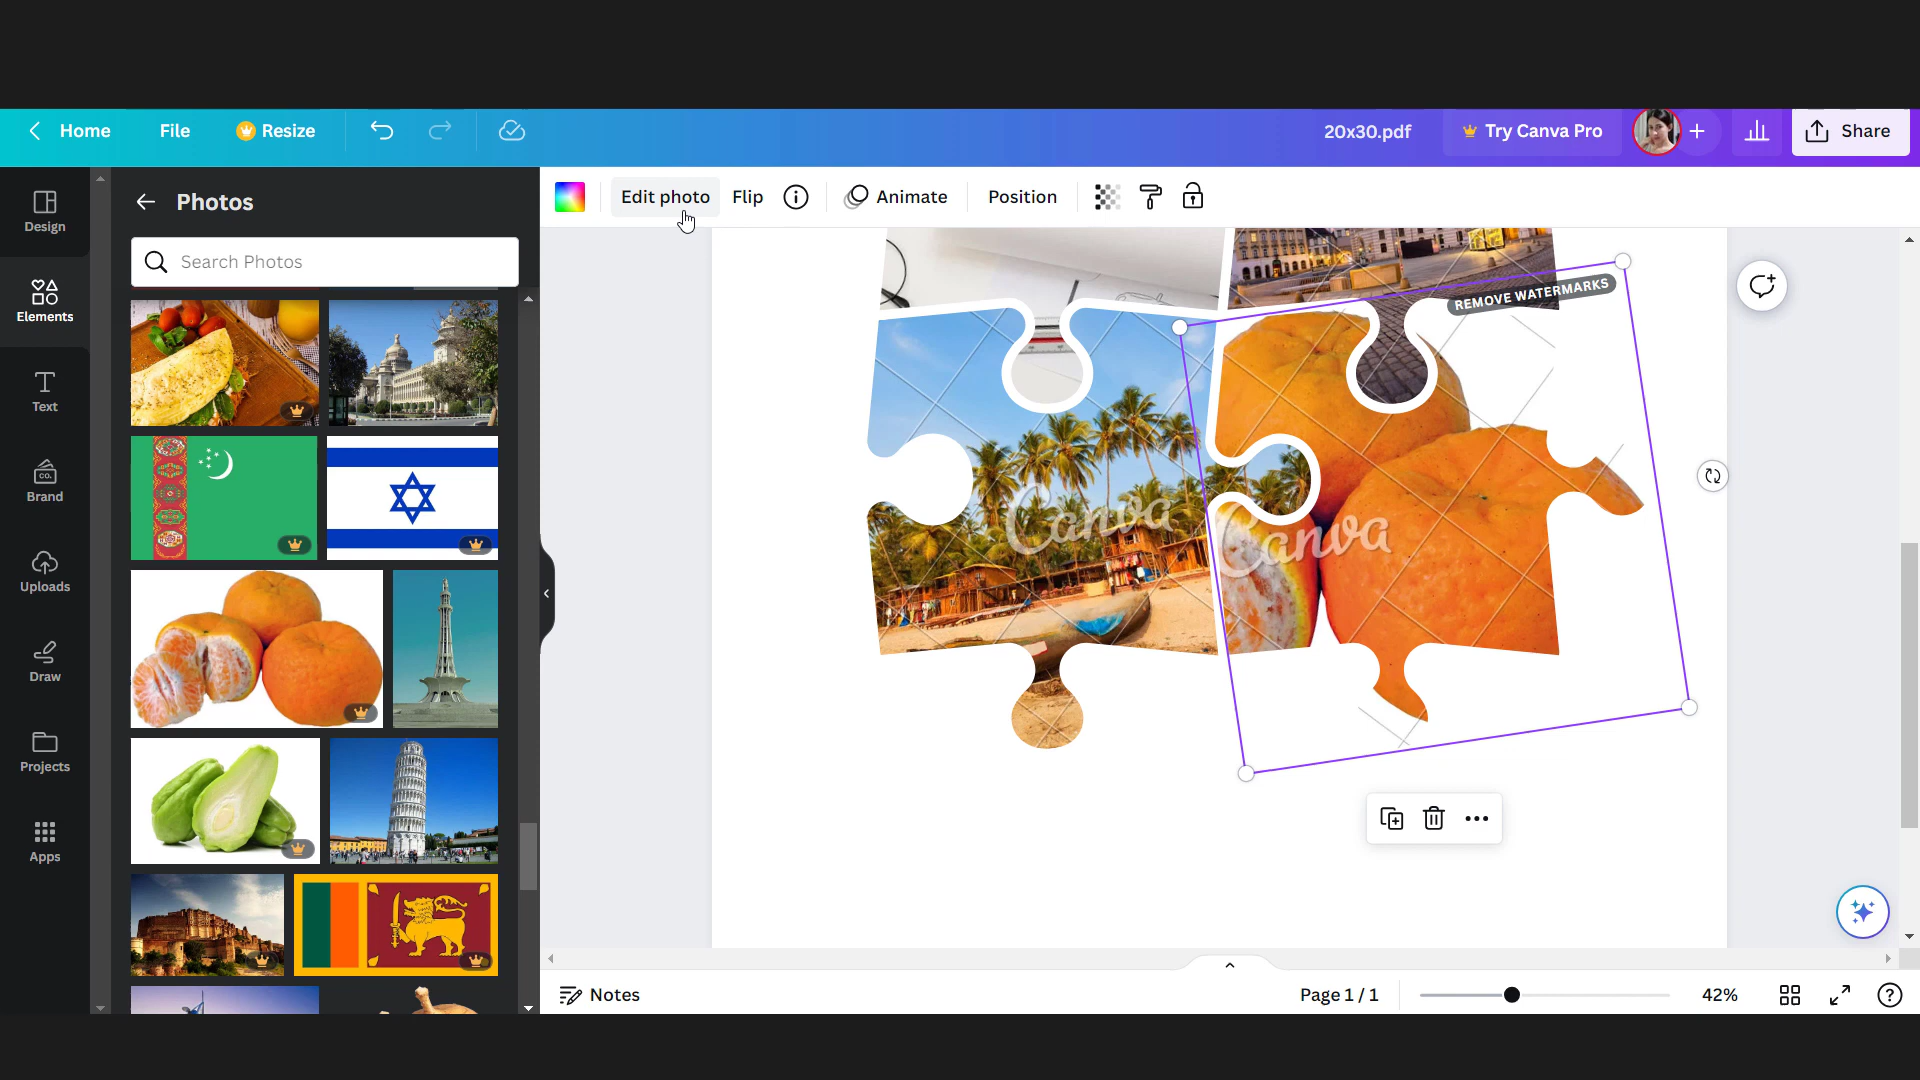 Home File Resize 20x30.pdf Try Canva Pro Share
Design
Elements
Text
Brand
Uploads
Draw
Projects
Apps
Photos
Search Photos
Edit photo Flip Animate Position
REMOVE WATERMARKS
Canva
Canva
CO.
Notes Page 1 / 1 42%